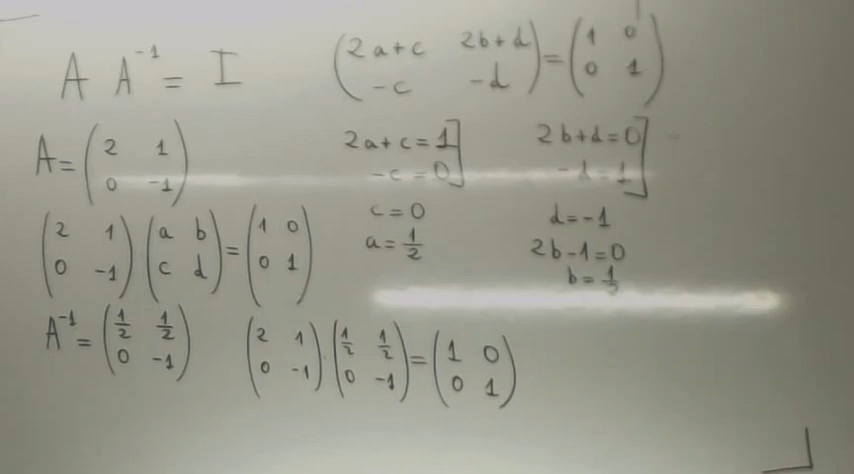 A A⁻¹ = I
(2a+c 2b+d
-c -d) = (1 0
0 1)
A = (2 1
0 -1)
2a+c=1]
-c=0]
2b+d=0]
-d=1]
(2 1
0 -1) (a b
c d) = (1 0
0 1)
c=0
a=1/2
d=-1
2b-1=0
b=1/2
A⁻¹ = (1/2 1/2
0 -1)
(2 1
0 -1) · (1/2 1/2
0 -1) = (1 0
0 1)